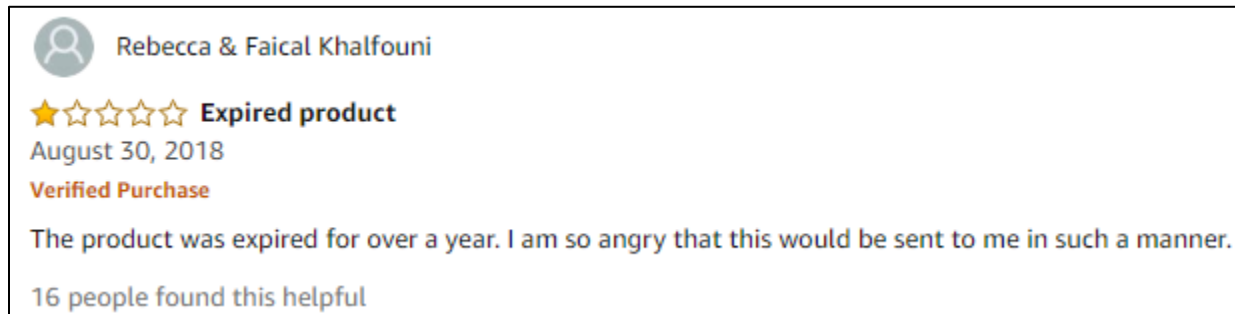 Rebecca & Faical Khalfouni
Expired product
August 30, 2018
Verified Purchase
The product was expired for over a year. I am so angry that this would be sent to me in such a manner.
16 people found this helpful